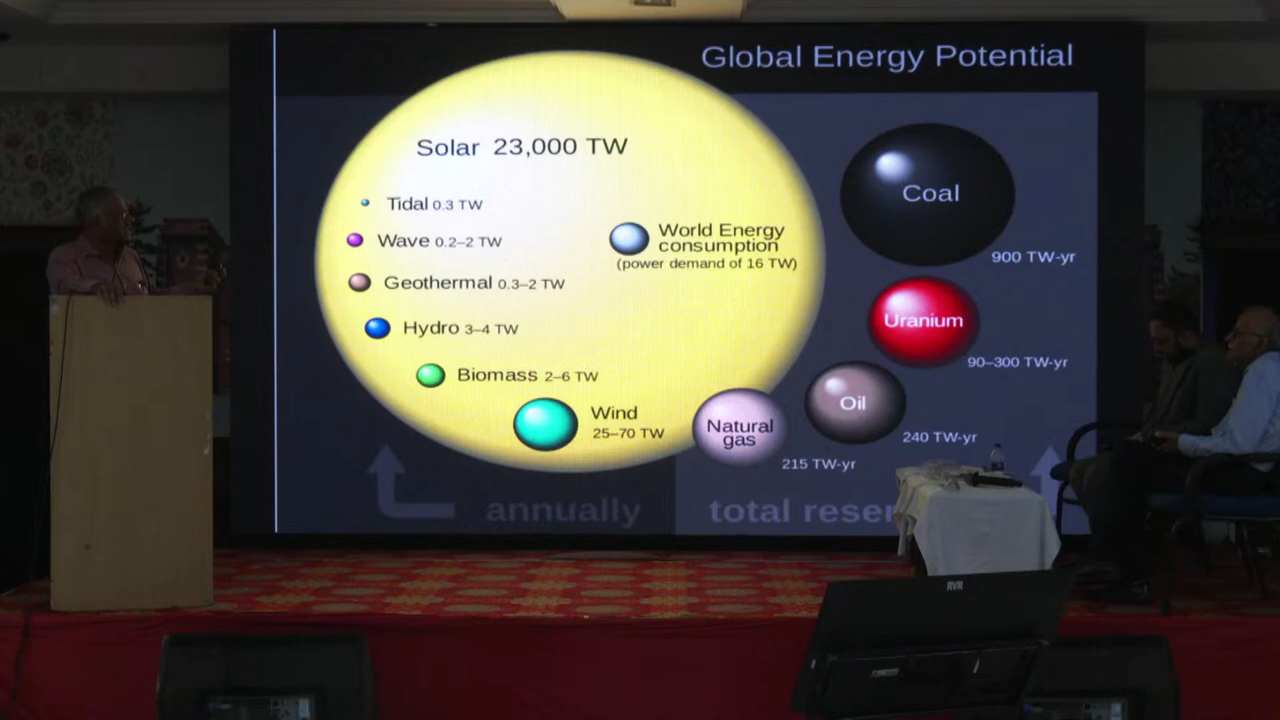 Global Energy Potential
Solar 23,000 TW
Tidal 0.3 TW
Wave 0.2–2 TW
Geothermal 0.3–2 TW
Hydro 3–4 TW
Biomass 2–6 TW
Wind
25–70 TW
World Energy
consumption
(power demand of 16 TW)
Coal
900 TW-yr
Uranium
90–300 TW-yr
Oil
240 TW-yr
Natural
gas
215 TW-yr
annually
total reser
RVR